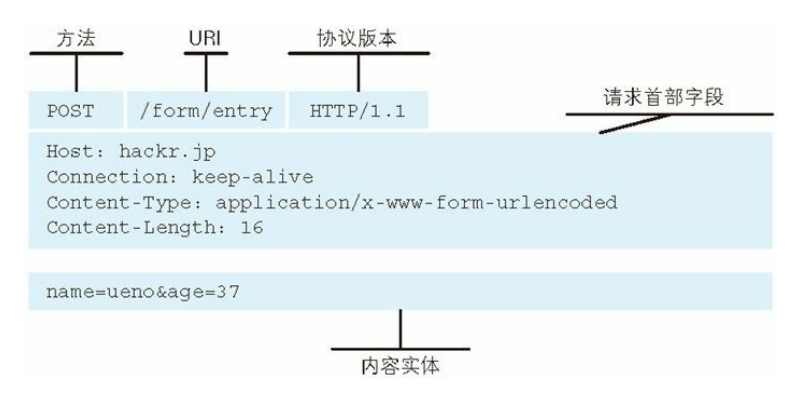 方法 URI 协议版本
请求首部字段
POST /form/entry HTTP/1.1
Host: hackr.jp
Connection: keep-alive
Content-Type: application/x-www-form-urlencoded
Content-Length: 16
name=ueno&age=37
内容实体